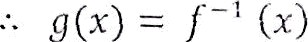 ∴ g(x) = f⁻¹ (x)